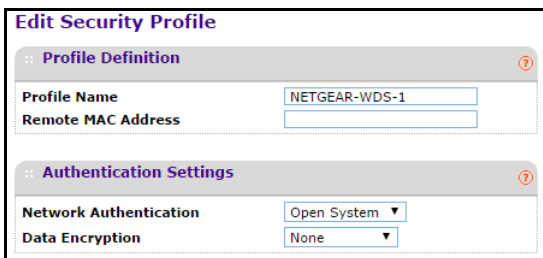 Edit Security Profile
:: Profile Definition ?
Profile Name NETGEAR-WDS-1
Remote MAC Address
:: Authentication Settings ?
Network Authentication Open System ▼
Data Encryption None ▼